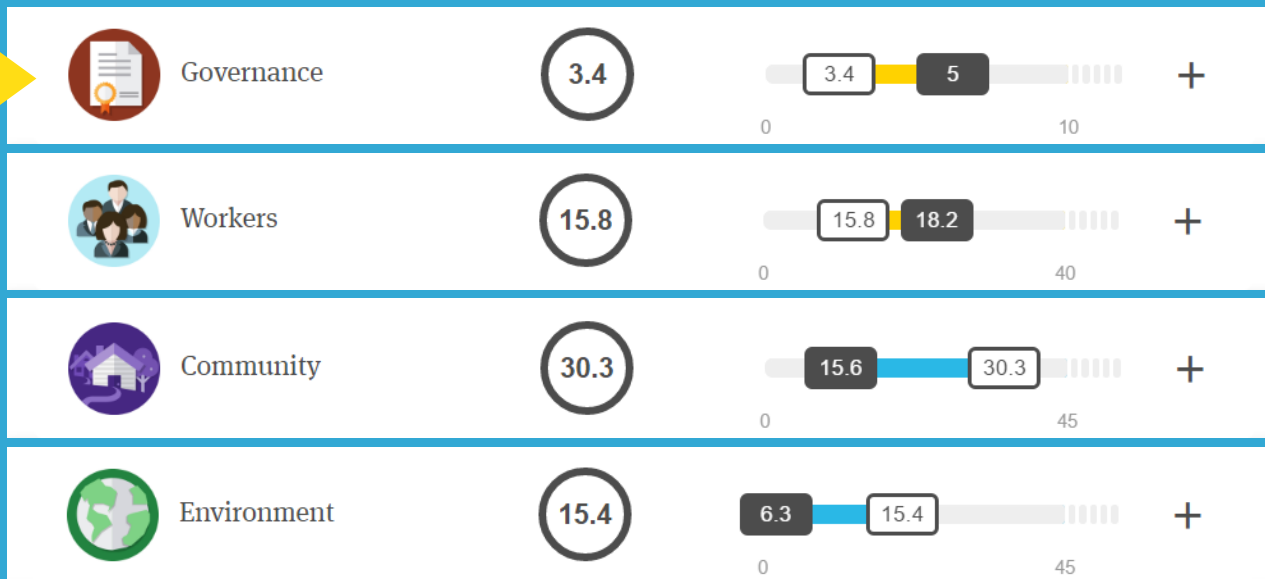 Governance 3.4 3.4 5 +
0 10
Workers 15.8 15.8 18.2 +
0 40
Community 30.3 15.6 30.3 +
0 45
Environment 15.4 6.3 15.4 +
0 45